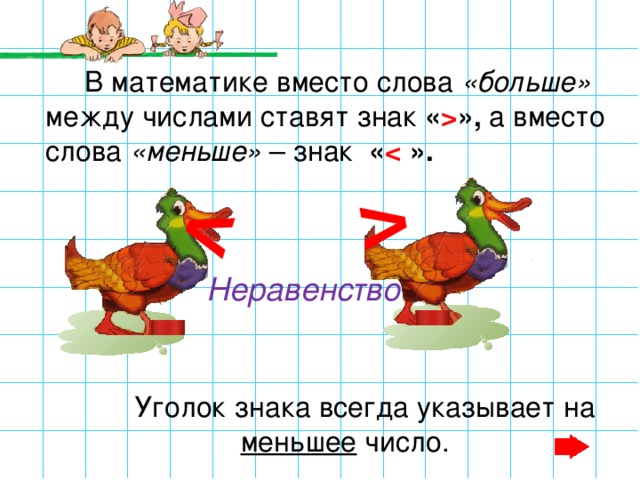 В математике вместо слова «больше»
между числами ставят знак «>», а вместо
слова «меньше» – знак «< ».
< >
Неравенство
Уголок знака всегда указывает на
меньшее число.